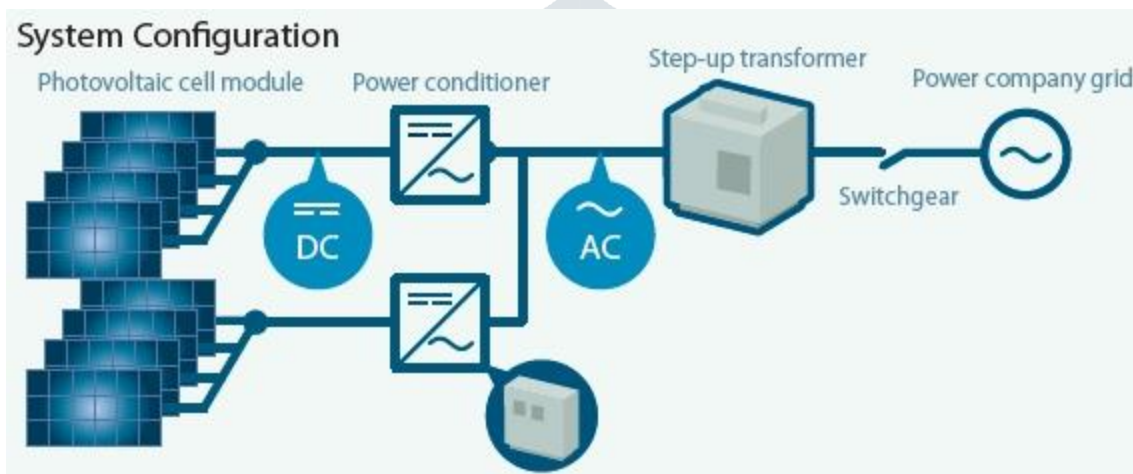 System Configuration
Photovoltaic cell module
Power conditioner
Step-up transformer
Power company grid
Switchgear
DC
AC